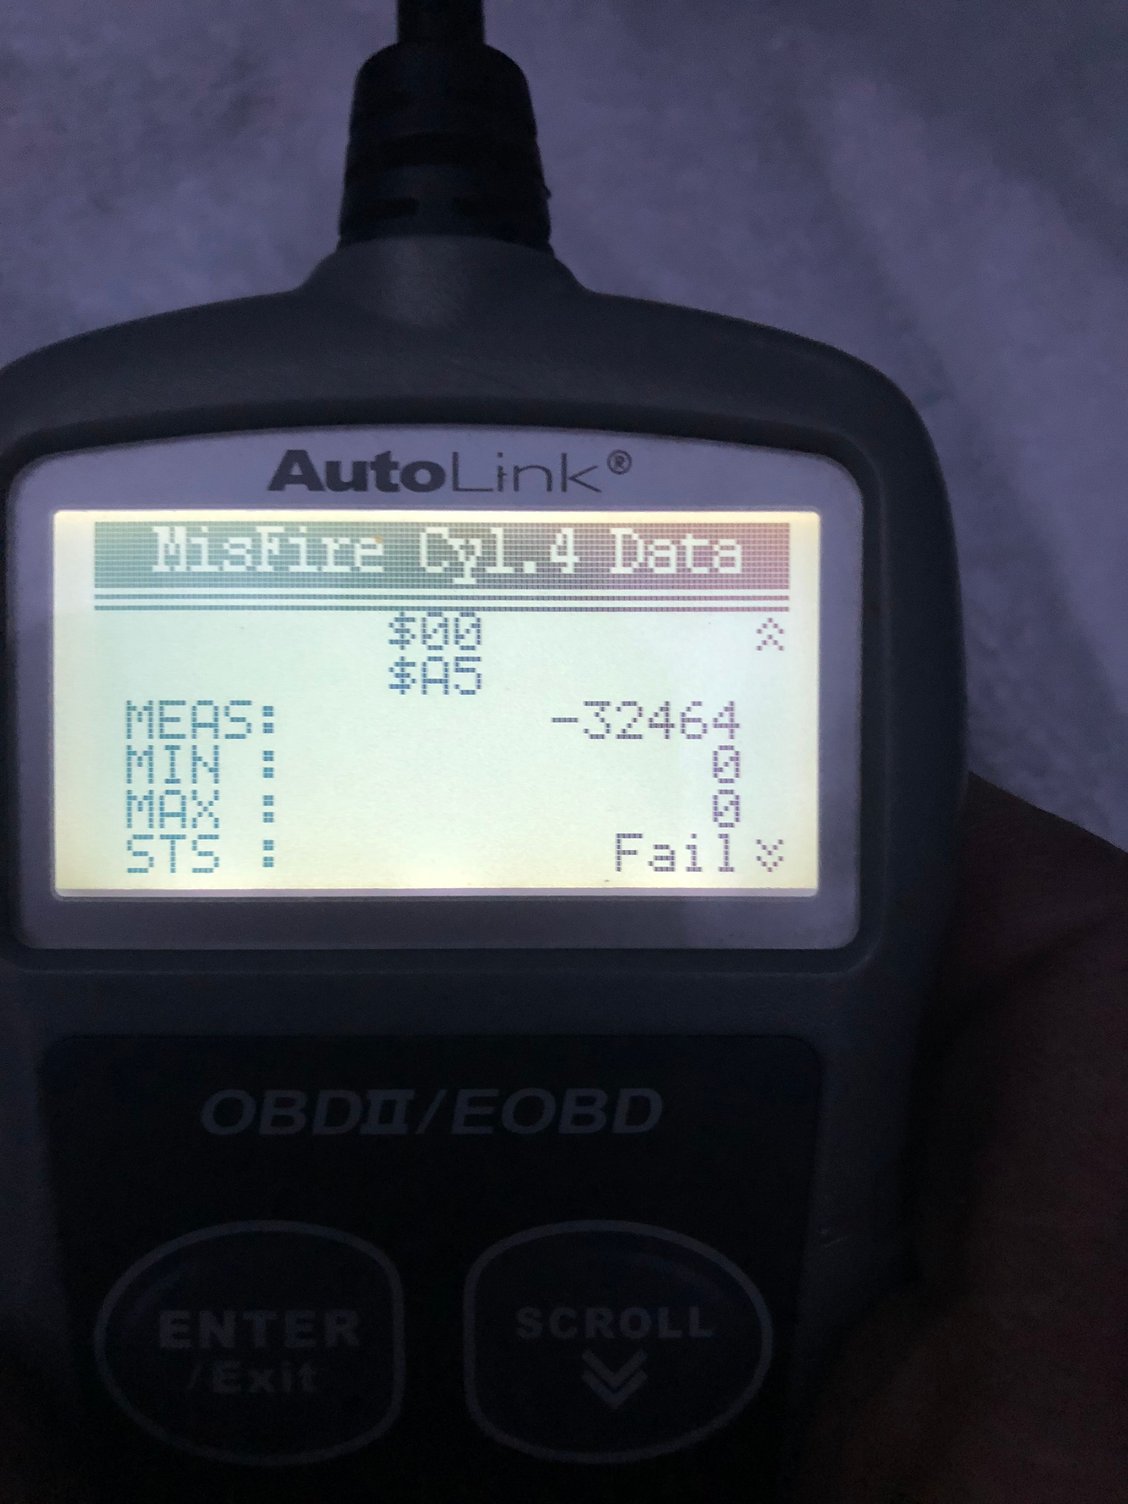 AutoLink®
MisFire Cyl.4 Data
$00
$A5
MEAS: -32464
MIN : 0
MAX : 0
STS : Fail
OBDII/EOBD
ENTER
/Exit
SCROLL